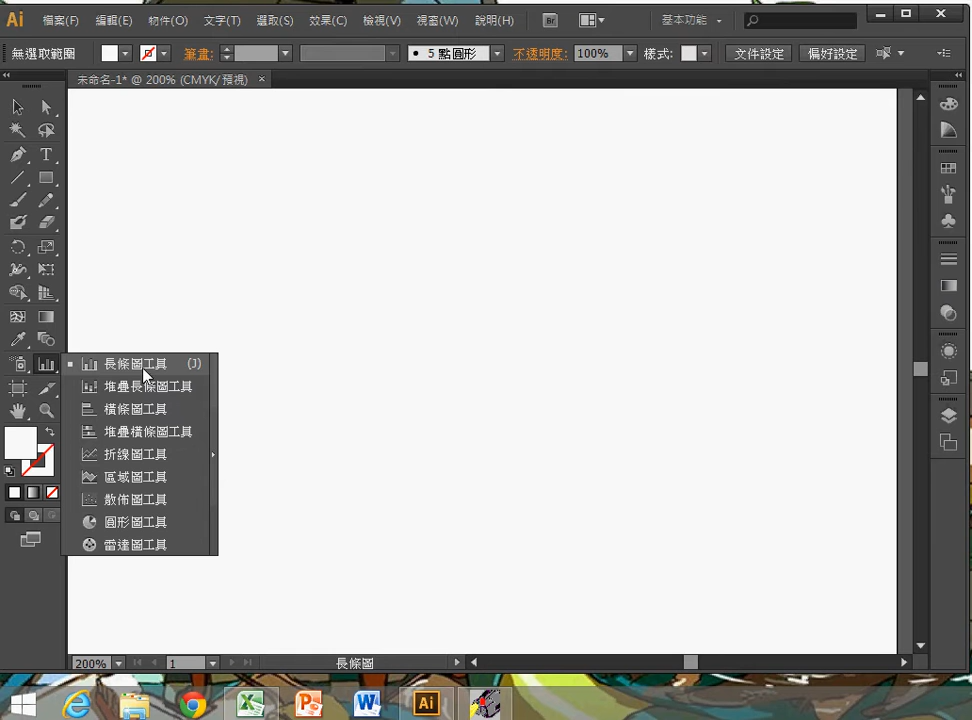 Ai 檔案(F) 編輯(E) 物件(O) 文字(T) 選取(S) 效果(C) 檢視(V) 視窗(W) 說明(H) Br 基本功能
無選取範圍 筆畫: 5 點圓形 不透明度: 100% 樣式: 文件設定 偏好設定
未命名-1* @ 200% (CMYK/預視) ×
長條圖工具 (J)
堆疊長條圖工具
橫條圖工具
堆疊橫條圖工具
折線圖工具
區域圖工具
散佈圖工具
圓形圖工具
雷達圖工具
200% 1 長條圖
Ai